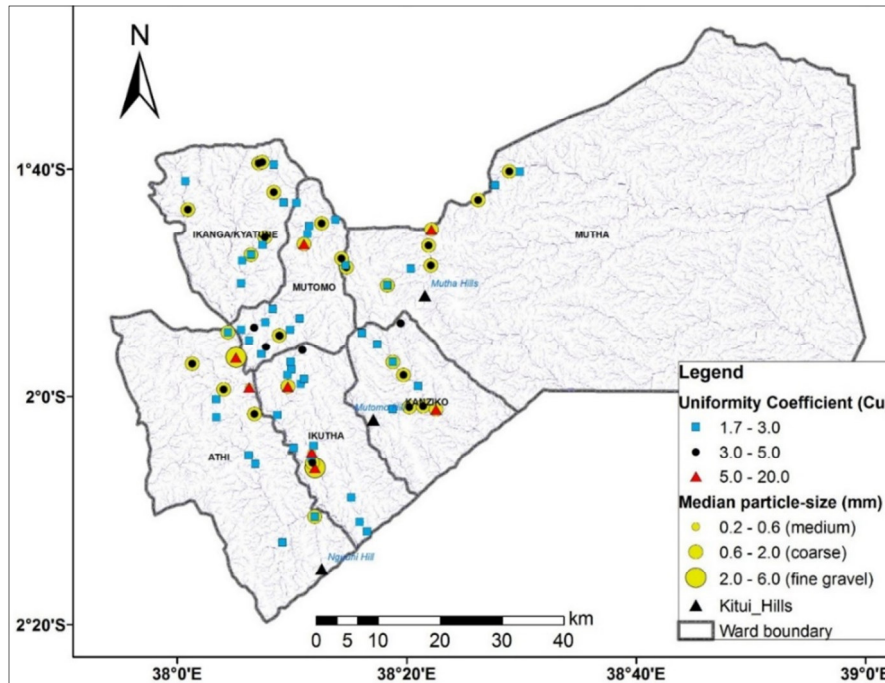 N
1°40'S
2°0'S
2°20'S
IKANGA/KYATUNE
MUTOMO
MUTHA
Mutha Hills
KANZIKO
Mutomo
IKUTHA
ATHI
Hill
Legend
Uniformity Coefficient (Cu
1.7 - 3.0
3.0 - 5.0
5.0 - 20.0
Median particle-size (mm)
0.2 - 0.6 (medium)
0.6 - 2.0 (coarse)
2.0 - 6.0 (fine gravel)
Kitui_Hills
Ward boundary
km
0 5 10 20 30 40
38°0'E 38°20'E 38°40'E 39°0'E